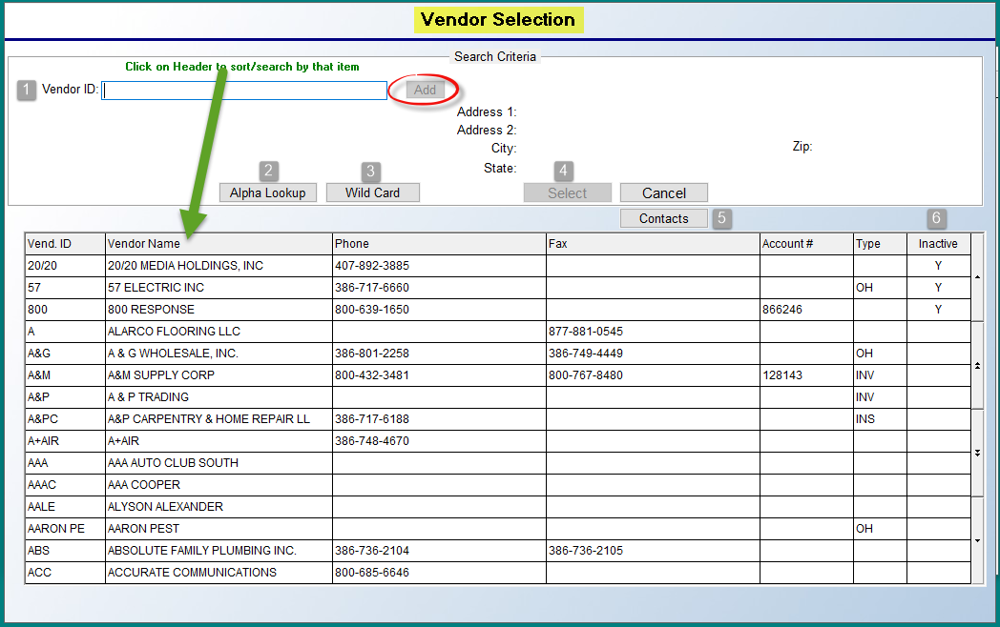 Vendor Selection
Search Criteria
Click on Header to sort/search by that item
1 Vendor ID: Add
Address 1:
Address 2:
City: Zip:
State:
2 3 4
Alpha Lookup Wild Card Select Cancel
Contacts 5 6
Vend. ID Vendor Name Phone Fax Account # Type Inactive
20/20 20/20 MEDIA HOLDINGS, INC 407-892-3885 Y
57 57 ELECTRIC INC 386-717-6660 OH Y
800 800 RESPONSE 800-639-1650 866246 Y
A ALARCO FLOORING LLC 877-881-0545
A&G A & G WHOLESALE, INC. 386-801-2258 386-749-4449 OH
A&M A&M SUPPLY CORP 800-432-3481 800-767-8480 128143 INV
A&P A & P TRADING INV
A&PC A&P CARPENTRY & HOME REPAIR LL 386-717-6188 INS
A+AIR A+AIR 386-748-4670
AAA AAA AUTO CLUB SOUTH
AAAC AAA COOPER
AALE ALYSON ALEXANDER
AARON PE AARON PEST OH
ABS ABSOLUTE FAMILY PLUMBING INC. 386-736-2104 386-736-2105
ACC ACCURATE COMMUNICATIONS 800-685-6646